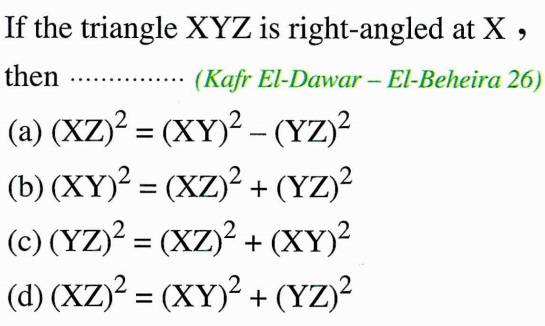 If the triangle XYZ is right-angled at X ,
then ............... (Kafr El-Dawar – El-Beheira 26)
(a) (XZ)² = (XY)² – (YZ)²
(b) (XY)² = (XZ)² + (YZ)²
(c) (YZ)² = (XZ)² + (XY)²
(d) (XZ)² = (XY)² + (YZ)²